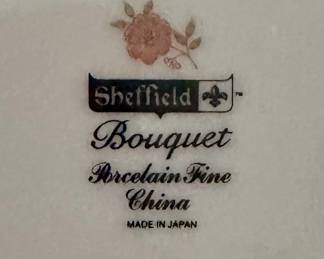 Sheffield ™
Bouquet
Porcelain Fine
China
MADE IN JAPAN